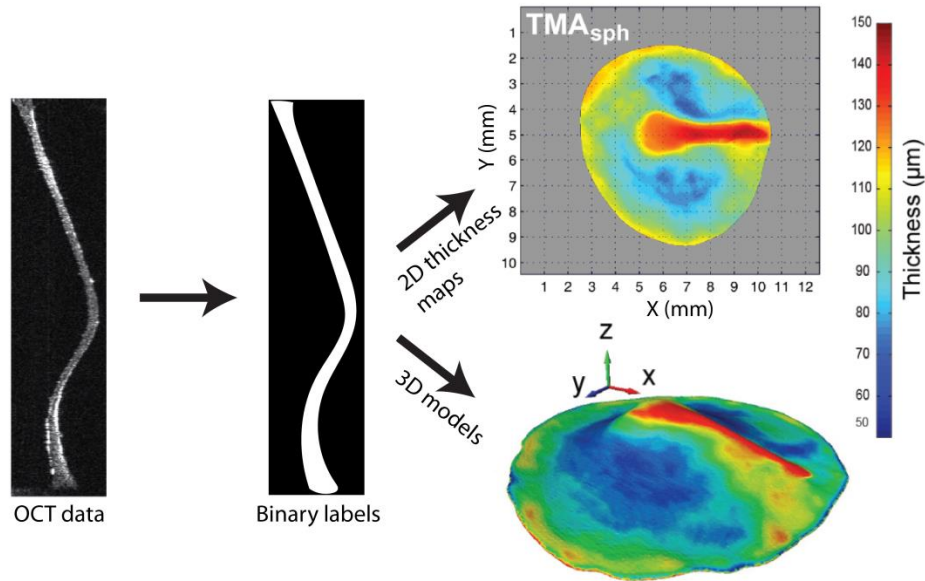 OCT data
Binary labels
2D thickness
maps
3D models
TMAsph
Y (mm)
1
2
3
4
5
6
7
8
9
10
1 2 3 4 5 6 7 8 9 10 11 12
X (mm)
150
140
130
120
110
100
90
80
70
60
50
Thickness (µm)
z
y
x